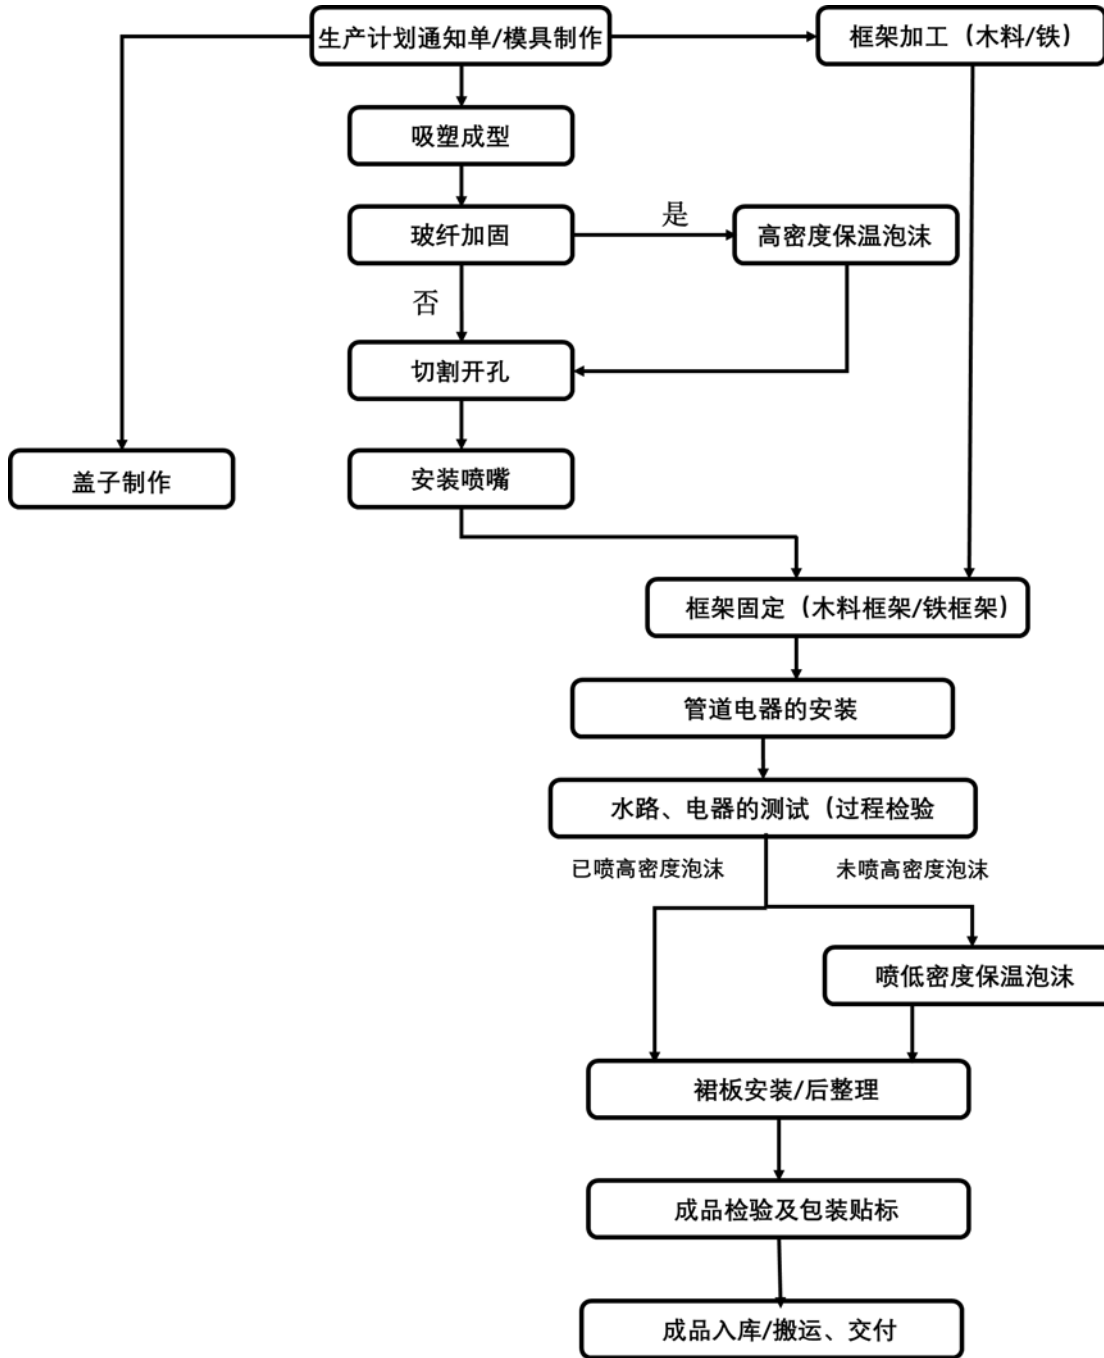 生产计划通知单/模具制作
框架加工（木料/铁）
吸塑成型
玻纤加固
是
高密度保温泡沫
否
切割开孔
盖子制作
安装喷嘴
框架固定（木料框架/铁框架）
管道电器的安装
水路、电器的测试（过程检验
已喷高密度泡沫
未喷高密度泡沫
喷低密度保温泡沫
裙板安装/后整理
成品检验及包装贴标
成品入库/搬运、交付